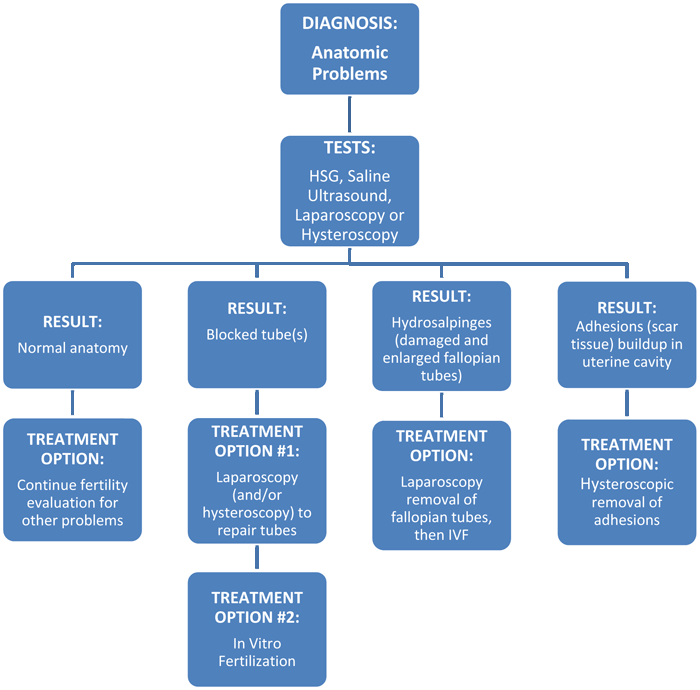 DIAGNOSIS:
Anatomic
Problems
TESTS:
HSG, Saline
Ultrasound,
Laparoscopy or
Hysteroscopy
RESULT:
Normal anatomy
RESULT:
Blocked tube(s)
RESULT:
Hydrosalpinges
(damaged and
enlarged fallopian
tubes)
RESULT:
Adhesions (scar
tissue) buildup in
uterine cavity
TREATMENT
OPTION:
Continue fertility
evaluation for
other problems
TREATMENT
OPTION #1:
Laparoscopy
(and/or
hysteroscopy) to
repair tubes
TREATMENT
OPTION:
Laparoscopy
removal of
fallopian tubes,
then IVF
TREATMENT
OPTION:
Hysteroscopic
removal of
adhesions
TREATMENT
OPTION #2:
In Vitro
Fertilization